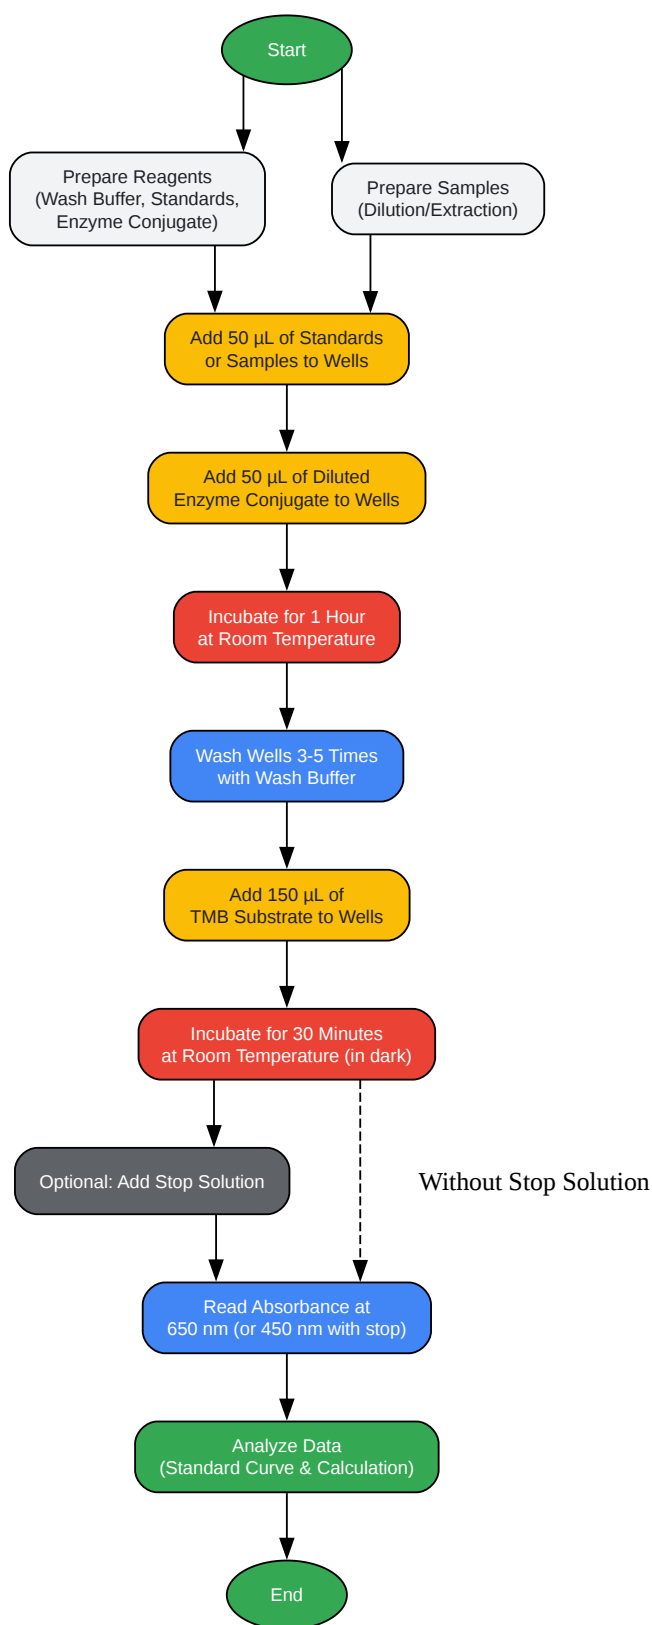 Start
Prepare Reagents
(Wash Buffer, Standards,
Enzyme Conjugate)
Prepare Samples
(Dilution/Extraction)
Add 50 µL of Standards
or Samples to Wells
Add 50 µL of Diluted
Enzyme Conjugate to Wells
Incubate for 1 Hour
at Room Temperature
Wash Wells 3-5 Times
with Wash Buffer
Add 150 µL of
TMB Substrate to Wells
Incubate for 30 Minutes
at Room Temperature (in dark)
Optional: Add Stop Solution
Without Stop Solution
Read Absorbance at
650 nm (or 450 nm with stop)
Analyze Data
(Standard Curve & Calculation)
End